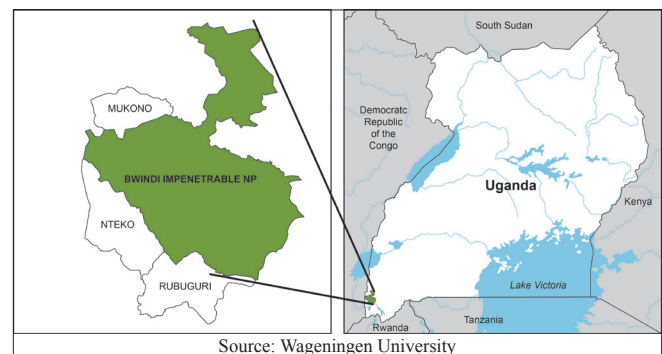 MUKONO
BWINDI IMPENETRABLE NP
NTEKO
RUBUGURI
South Sudan
Democratc
Republic
of the
Congo
Uganda
Kenya
Lake Victoria
Rwanda
Tanzania
Source: Wageningen University